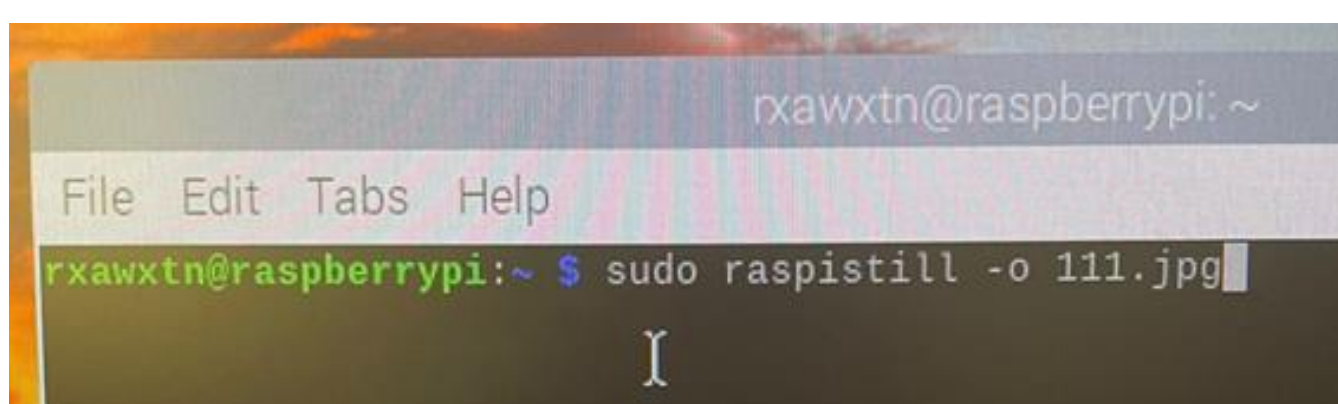 rxawxtn@raspberrypi: ~
File Edit Tabs Help
rxawxtn@raspberrypi:~ $ sudo raspistill -o 111.jpg